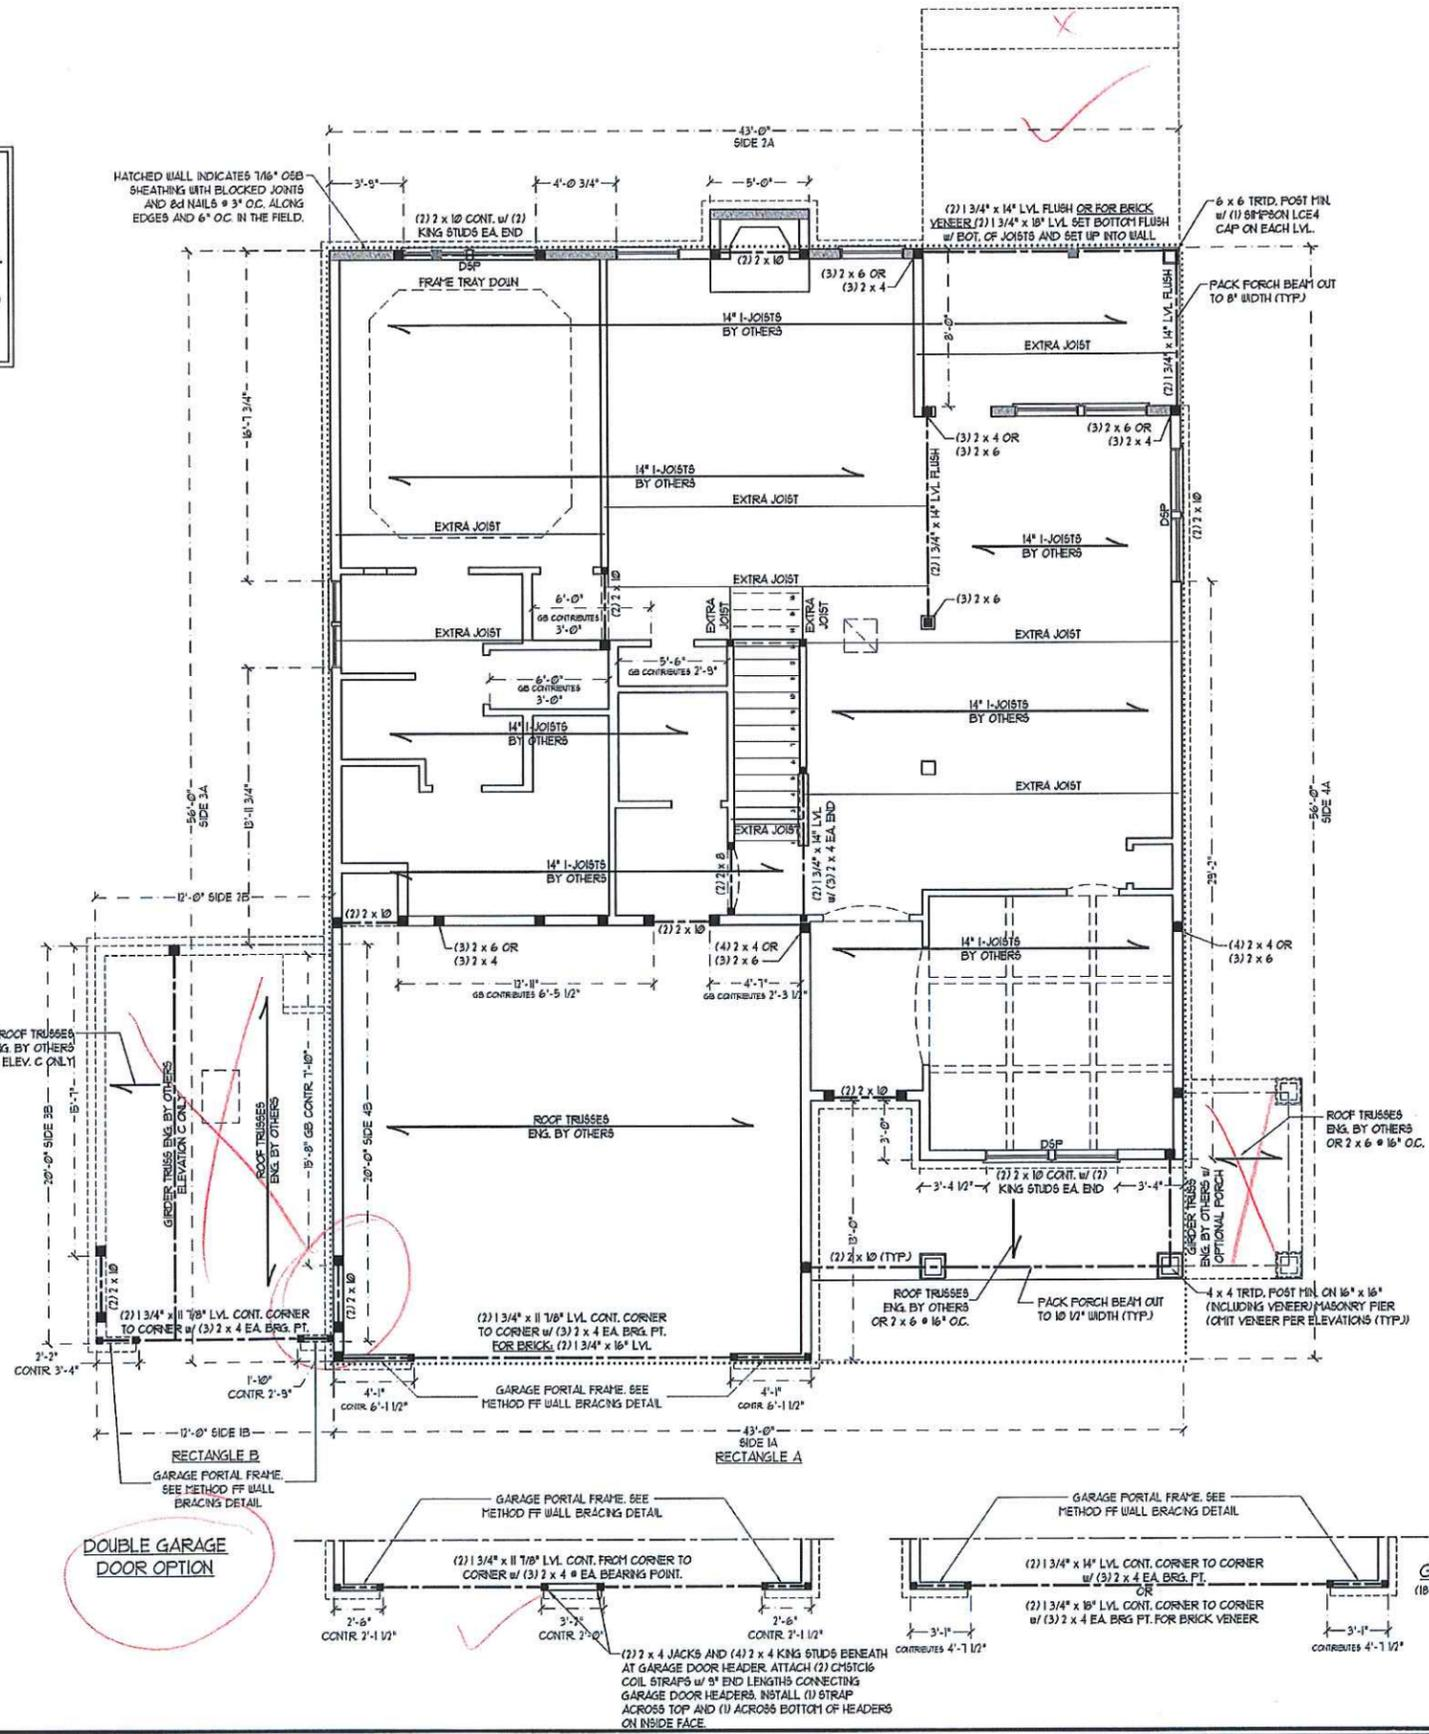 43'-0"
SIDE 2A
HATCHED WALL INDICATES 7/16" OSB
SHEATHING WITH BLOCKED JOINTS
AND 8d NAILS @ 3" O.C. ALONG
EDGES AND 6" O.C. IN THE FIELD.
3'-9"
4'-0 3/4"
5'-0"
(2) 2 x 10 CONT. w/ (2)
KING STUDS EA. END
(2) 1 3/4" x 14" LVL FLUSH OR FOR BRICK
VENEER (2) 1 3/4" x 18" LVL SET BOTTOM FLUSH
w/ BOT. OF JOISTS AND SET UP INTO WALL
6 x 6 TRTD. POST MIN.
w/ (1) SIMPSON LCE4
CAP ON EACH LVL.
DSP
FRAME TRAY DOWN
(2) 2 x 10
(3) 2 x 6 OR
(3) 2 x 4
PACK PORCH BEAM OUT
TO 8" WIDTH (TYP.)
14" I-JOISTS
BY OTHERS
8'-0"
EXTRA JOIST
(2) 1 3/4" x 14" LVL FLUSH
16'-7 3/4"
(3) 2 x 4 OR
(3) 2 x 6
(3) 2 x 6 OR
(3) 2 x 4
14" I-JOISTS
BY OTHERS
(2) 1 3/4" x 14" LVL FLUSH
EXTRA JOIST
EXTRA JOIST
DSP
(2) 2 x 10
14" I-JOISTS
BY OTHERS
EXTRA JOIST
6'-0"
GB CONTRIBUTES
3'-0"
(2) 2 x 10
EXTRA
JOIST
EXTRA
JOIST
(3) 2 x 6
EXTRA JOIST
EXTRA JOIST
5'-6"
GB CONTRIBUTES 2'-9"
6'-0"
GB CONTRIBUTES
3'-0"
14" I-JOISTS
BY OTHERS
14" I-JOISTS
BY OTHERS
56'-0"
SIDE 3A
13'-11 3/4"
EXTRA JOIST
56'-0"
SIDE 4A
EXTRA JOIST
(2) 1 3/4" x 14" LVL
w/ (3) 2 x 4 EA. END
29'-2"
14" I-JOISTS
BY OTHERS
(2) 2 x 8
12'-0" SIDE 2B
(2) 2 x 10
(2) 2 x 10
(3) 2 x 6 OR
(3) 2 x 4
(4) 2 x 4 OR
(3) 2 x 6
14" I-JOISTS
BY OTHERS
(4) 2 x 4 OR
(3) 2 x 6
12'-11"
GB CONTRIBUTES 6'-5 1/2"
4'-7"
GB CONTRIBUTES 2'-3 1/2"
ROOF TRUSSES
ENG. BY OTHERS
ELEV. C ONLY
20'-0" SIDE 3B
15'-7"
GIRDER TRUSS ENG. BY OTHERS
ELEVATION C ONLY
ROOF TRUSSES
ENG. BY OTHERS
15'-8" GB CONTR. 7'-10"
20'-0" SIDE 4B
ROOF TRUSSES
ENG. BY OTHERS
(2) 2 x 10
3'-0"
DSP
ROOF TRUSSES
ENG. BY OTHERS
OR 2 x 6 @ 16" O.C.
3'-4 1/2"
(2) 2 x 10 CONT. w/ (2)
KING STUDS EA. END
3'-4"
13'-0"
GIRDER TRUSS
ENG. BY OTHERS w/
OPTIONAL PORCH
(2) 2 x 10 (TYP.)
(2) 2 x 10
(2) 2 x 10
ROOF TRUSSES
ENG. BY OTHERS
OR 2 x 6 @ 16" O.C.
PACK PORCH BEAM OUT
TO 10 1/2" WIDTH (TYP.)
4 x 4 TRTD. POST MIN. ON 16" x 16"
(INCLUDING VENEER) MASONRY PIER
(OMIT VENEER PER ELEVATIONS (TYP.))
(2) 1 3/4" x 11 7/8" LVL CONT. CORNER
TO CORNER w/ (3) 2 x 4 EA. BRG. PT.
(2) 1 3/4" x 11 7/8" LVL CONT. CORNER
TO CORNER w/ (3) 2 x 4 EA. BRG. PT.
FOR BRICK: (2) 1 3/4" x 16" LVL
2'-2"
CONTR. 3'-4"
1'-10"
CONTR. 2'-9"
4'-1"
CONTR. 6'-1 1/2"
GARAGE PORTAL FRAME. SEE
METHOD PF WALL BRACING DETAIL
4'-1"
CONTR. 6'-1 1/2"
12'-0" SIDE 1B
RECTANGLE B
43'-0"
SIDE 1A
RECTANGLE A
GARAGE PORTAL FRAME.
SEE METHOD PF WALL
BRACING DETAIL
DOUBLE GARAGE
DOOR OPTION
GARAGE PORTAL FRAME. SEE
METHOD PF WALL BRACING DETAIL
(2) 1 3/4" x 11 7/8" LVL CONT. FROM CORNER TO
CORNER w/ (3) 2 x 4 @ EA. BEARING POINT.
2'-6"
CONTR. 2'-1 1/2"
3'-2"
CONTR. 2'-0"
2'-6"
CONTR. 2'-1 1/2"
(2) 2 x 4 JACKS AND (4) 2 x 4 KING STUDS BENEATH
AT GARAGE DOOR HEADER. ATTACH (2) CMSTC16
COIL STRAPS w/ 9" END LENGTHS CONNECTING
GARAGE DOOR HEADERS. INSTALL (1) STRAP
ACROSS TOP AND (1) ACROSS BOTTOM OF HEADERS
ON INSIDE FACE.
GARAGE PORTAL FRAME. SEE
METHOD PF WALL BRACING DETAIL
(2) 1 3/4" x 14" LVL CONT. CORNER TO CORNER
w/ (3) 2 x 4 EA. BRG. PT.
OR
(2) 1 3/4" x 18" LVL CONT. CORNER TO CORNER
w/ (3) 2 x 4 EA. BRG PT. FOR BRICK VENEER
3'-1"
CONTRIBUTES 4'-7 1/2"
3'-1"
CONTRIBUTES 4'-7 1/2"